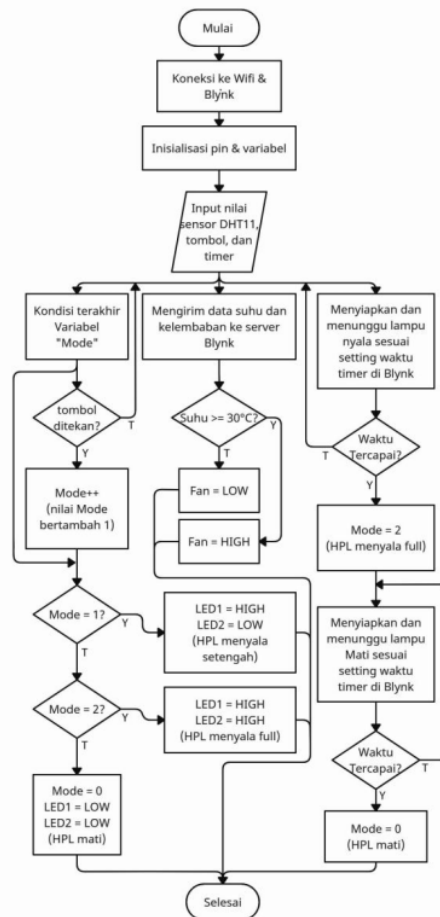 Mulai
Koneksi ke Wifi &
Blynk
Inisialisasi pin & variabel
Input nilai
sensor DHT11,
tombol, dan
timer
Kondisi terakhir
Variabel
"Mode"
tombol
ditekan?
T
Y
Mode++
(nilai Mode
bertambah 1)
Mode = 1?
Y
T
Mode = 2?
Y
T
Mode = 0
LED1 = LOW
LED2 = LOW
(HPL mati)
Mengirim data suhu dan
kelembaban ke server
Blynk
Suhu >= 30°C?
Y
T
Fan = LOW
Fan = HIGH
LED1 = HIGH
LED2 = LOW
(HPL menyala
setengah)
LED1 = HIGH
LED2 = HIGH
(HPL menyala full)
Menyiapkan dan
menunggu lampu
nyala sesuai
setting waktu
timer di Blynk
Waktu
Tercapai?
T
Y
Mode = 2
(HPL menyala full)
Menyiapkan dan
menunggu lampu
Mati sesuai
setting waktu
timer di Blynk
Waktu
Tercapai?
T
Y
Mode = 0
(HPL mati)
Selesai